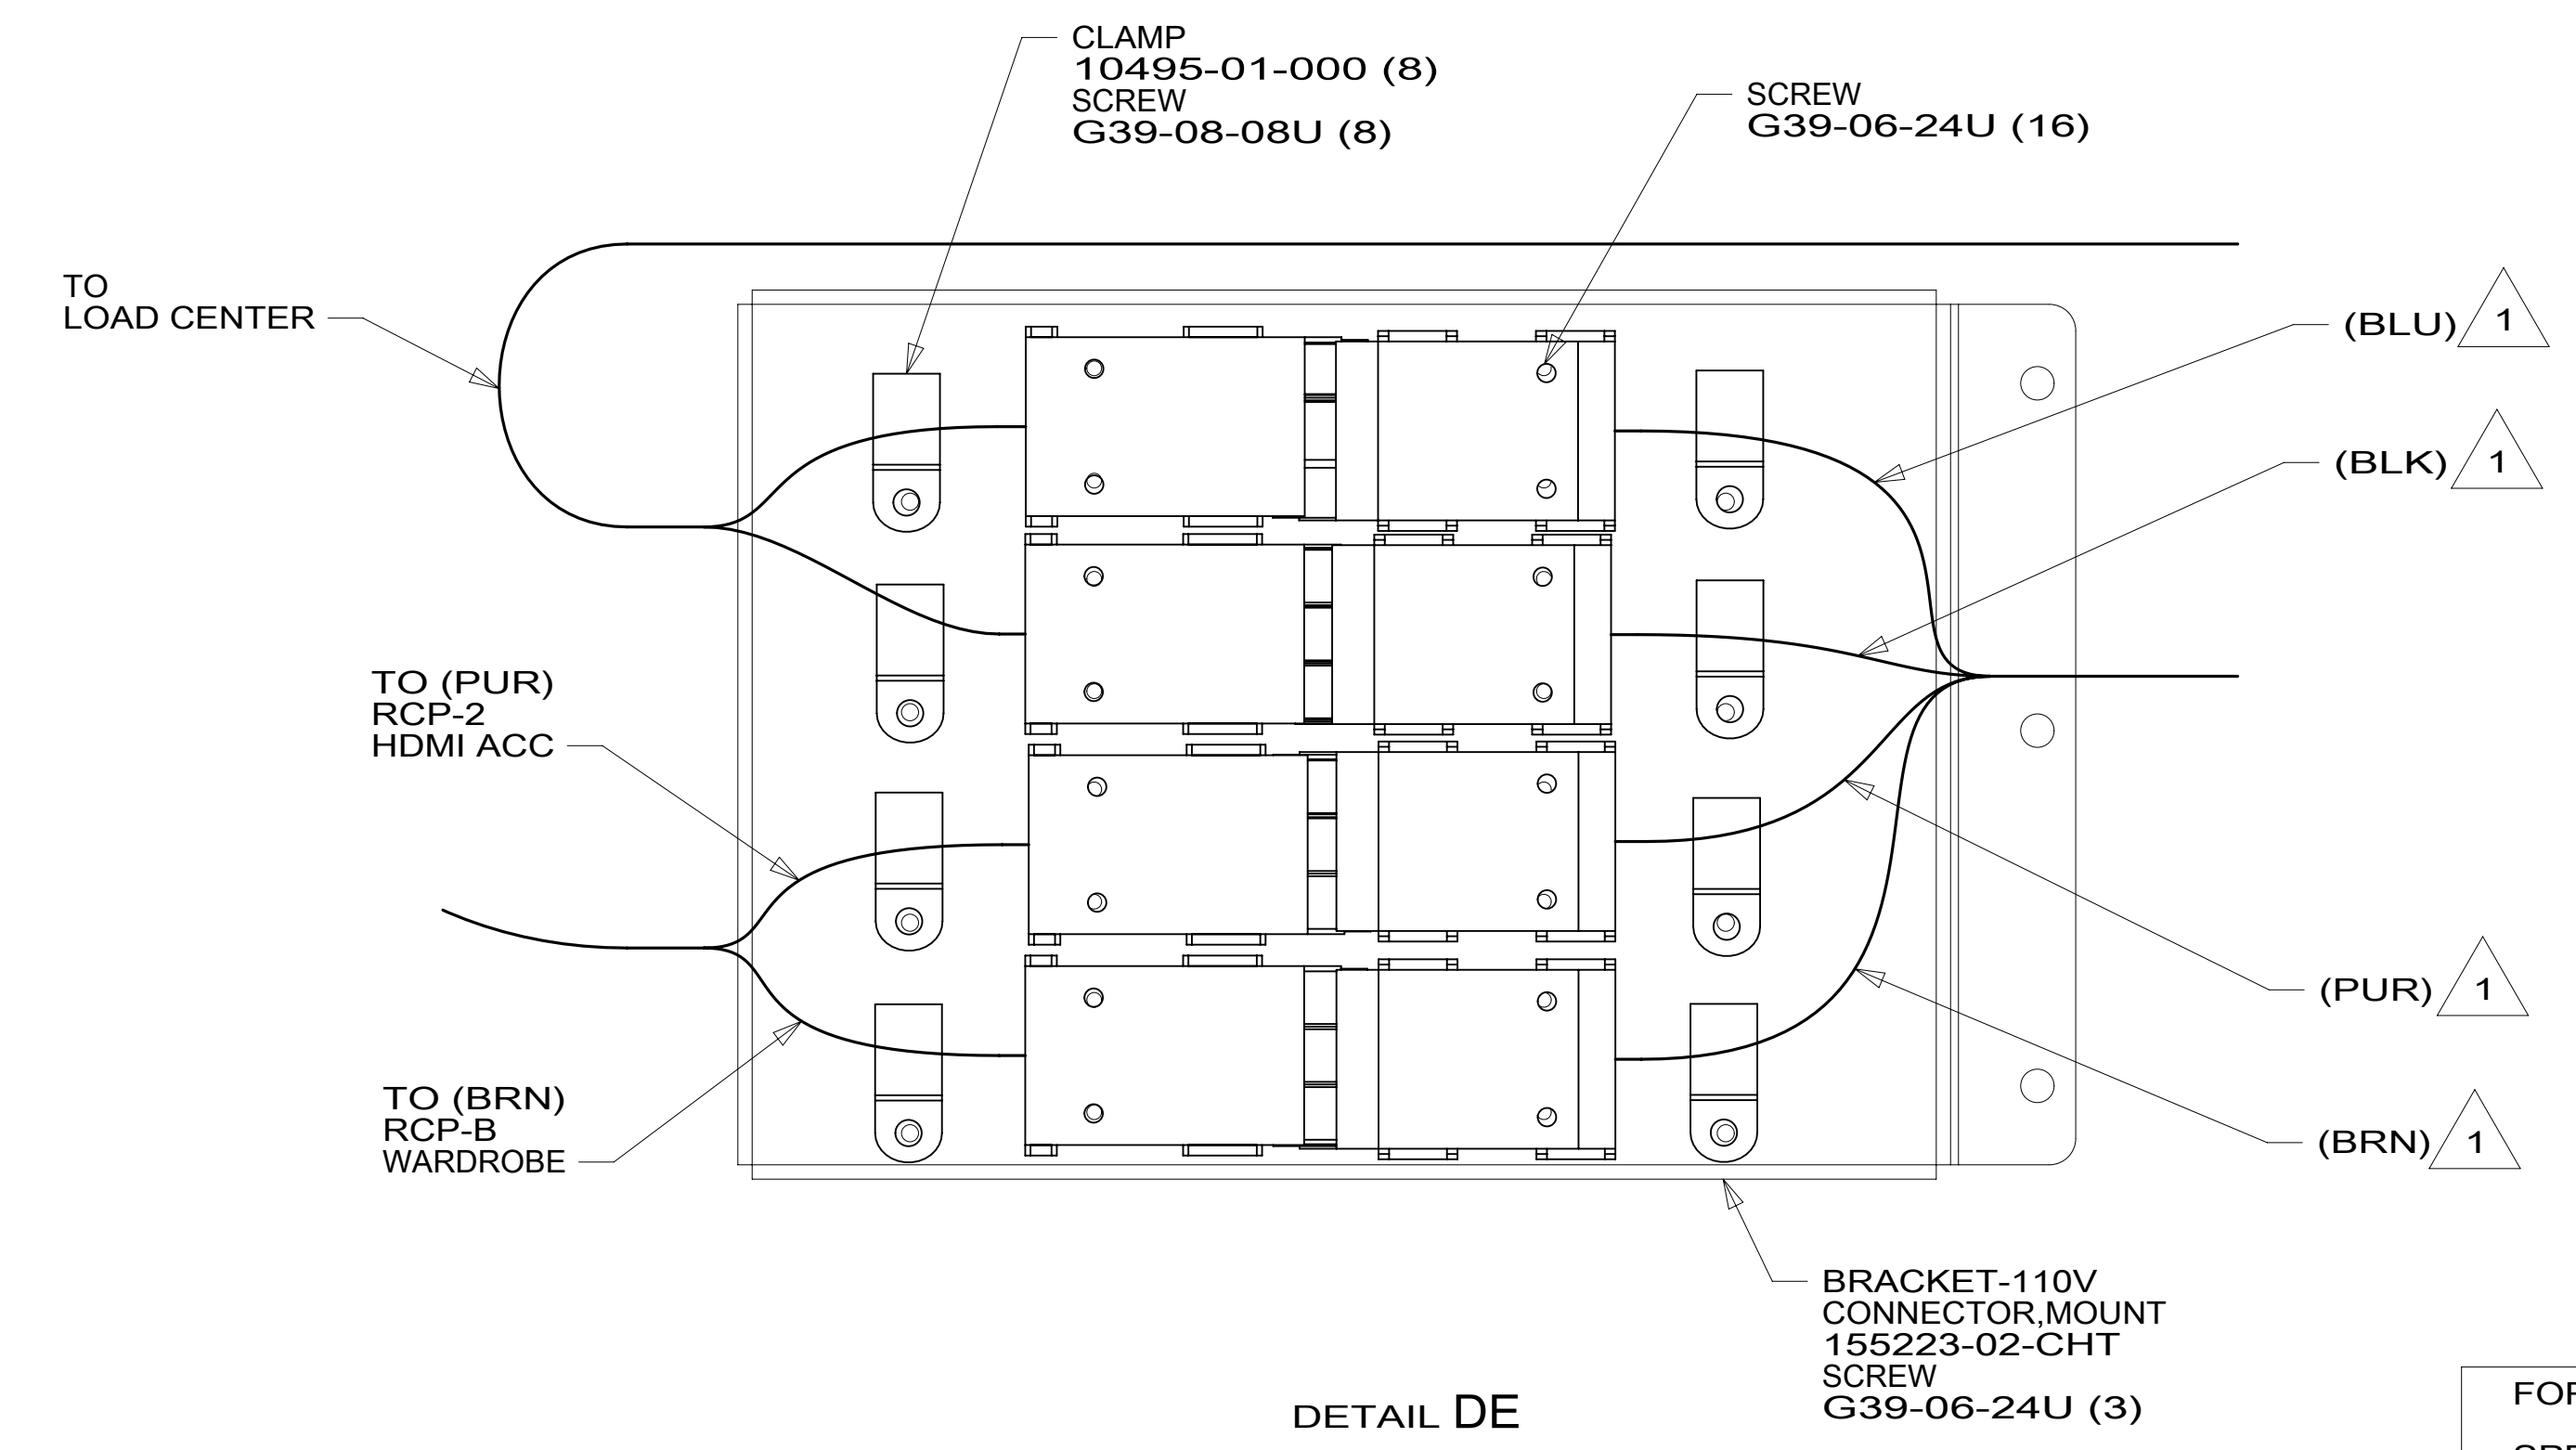 CLAMP
10495-01-000 (8)
SCREW
G39-08-08U (8)
SCREW
G39-06-24U (16)
TO
LOAD CENTER
(BLU) 1
(BLK) 1
TO (PUR)
RCP-2
HDMI ACC
(PUR) 1
TO (BRN)
RCP-B
WARDROBE
(BRN) 1
BRACKET-110V
CONNECTOR,MOUNT
155223-02-CHT
SCREW
G39-06-24U (3)
DETAIL DE